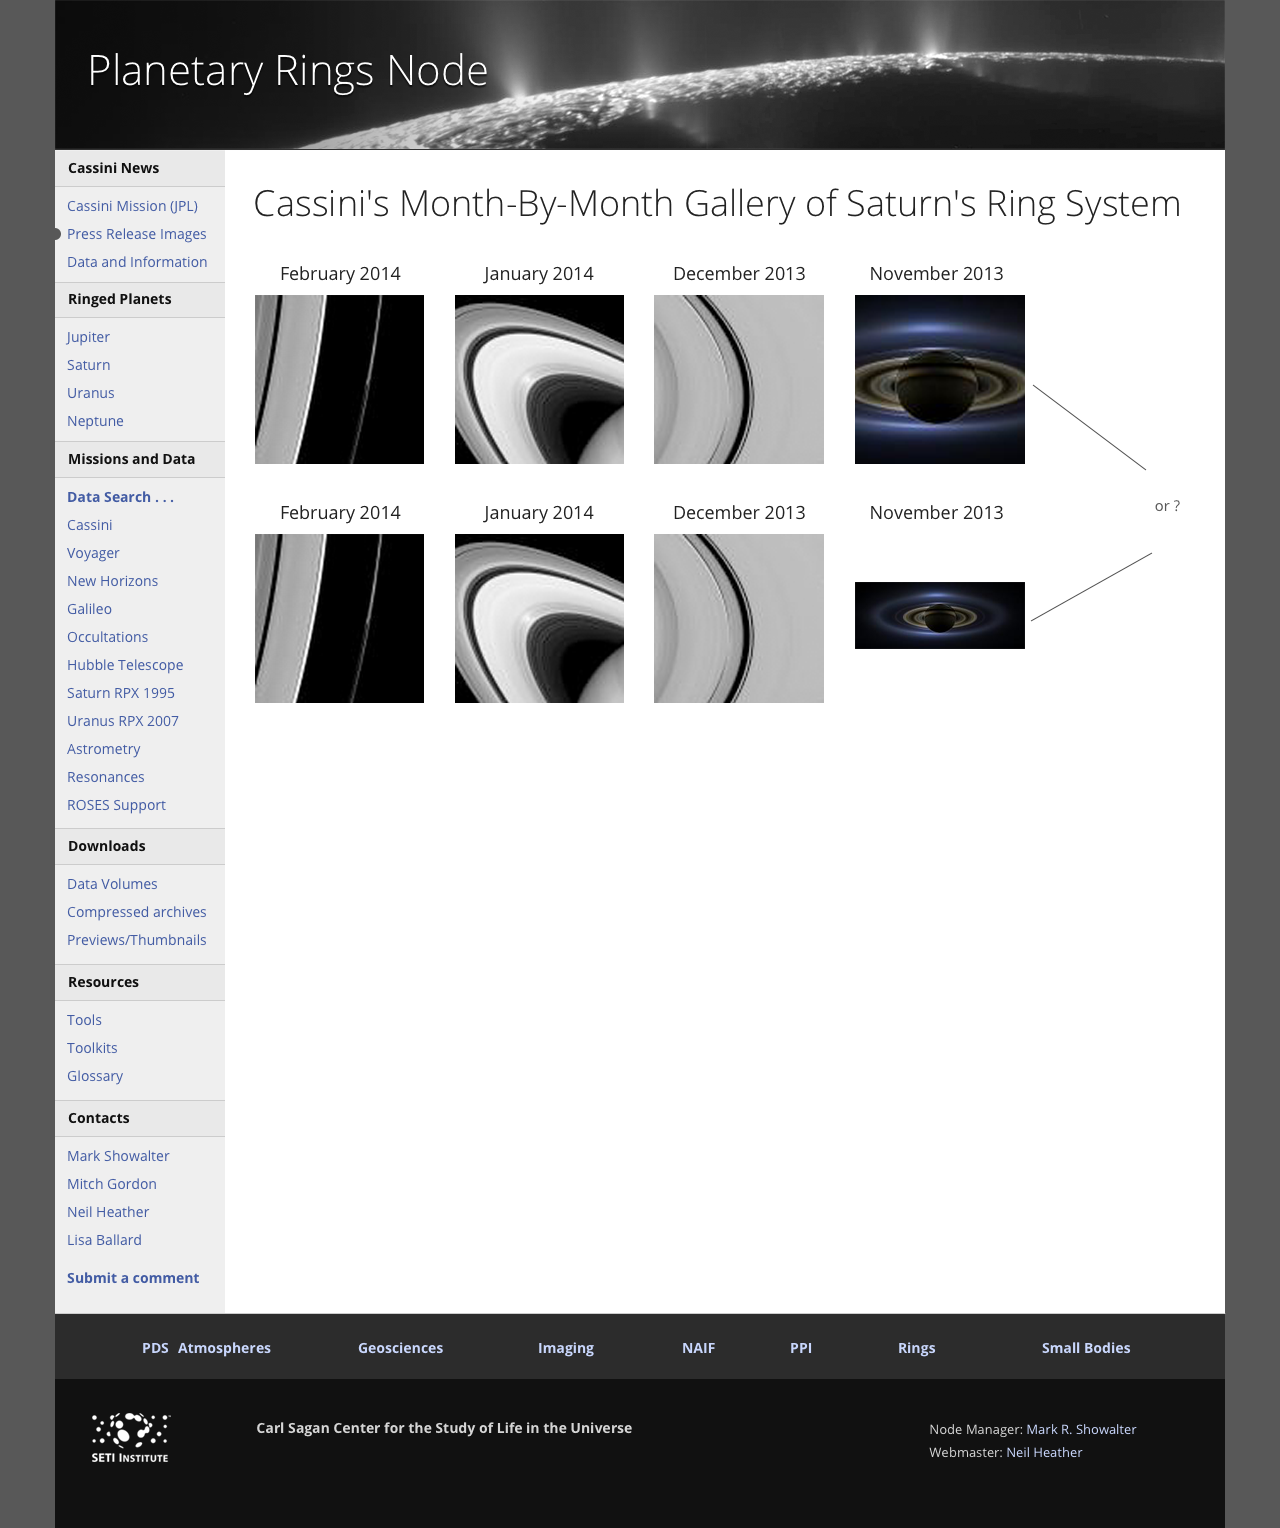 Planetary Rings Node
Cassini News
Cassini Mission (JPL)
Press Release Images
Data and Information
Ringed Planets
Jupiter
Saturn
Uranus
Neptune
Missions and Data
Data Search . . .
Cassini
Voyager
New Horizons
Galileo
Occultations
Hubble Telescope
Saturn RPX 1995
Uranus RPX 2007
Astrometry
Resonances
ROSES Support
Downloads
Data Volumes
Compressed archives
Previews/Thumbnails
Resources
Tools
Toolkits
Glossary
Contacts
Mark Showalter
Mitch Gordon
Neil Heather
Lisa Ballard
Submit a comment
Cassini's Month-By-Month Gallery of Saturn's Ring System
February 2014 January 2014 December 2013 November 2013
or ?
February 2014 January 2014 December 2013 November 2013
PDS Atmospheres Geosciences Imaging NAIF PPI Rings Small Bodies
SETI INSTITUTE
Carl Sagan Center for the Study of Life in the Universe
Node Manager: Mark R. Showalter
Webmaster: Neil Heather